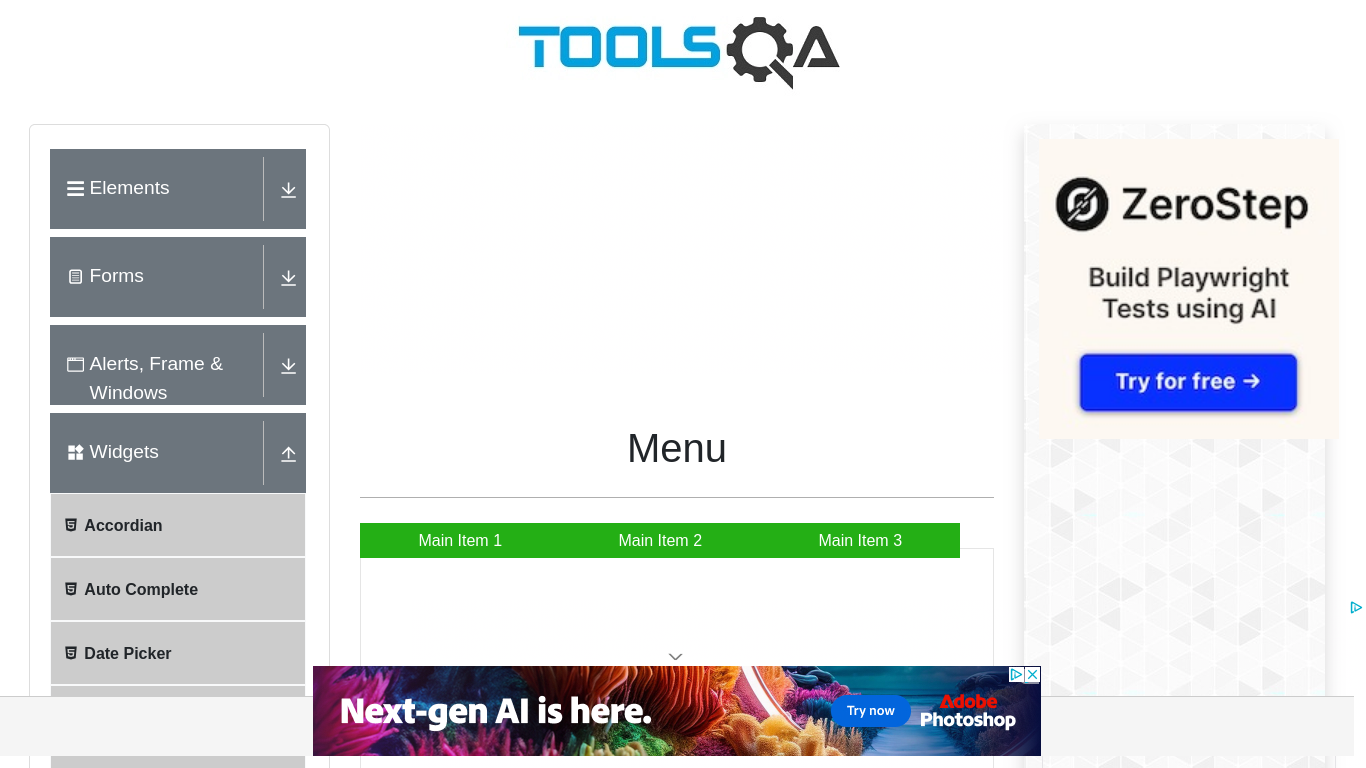 TOOLSQA
Elements
Forms
Alerts, Frame &
Windows
Widgets
Accordian
Auto Complete
Date Picker
Menu
Main Item 1
Main Item 2
Main Item 3
ZeroStep
Build Playwright
Tests using AI
Try for free →
Next-gen AI is here.
Try now
Adobe
Photoshop